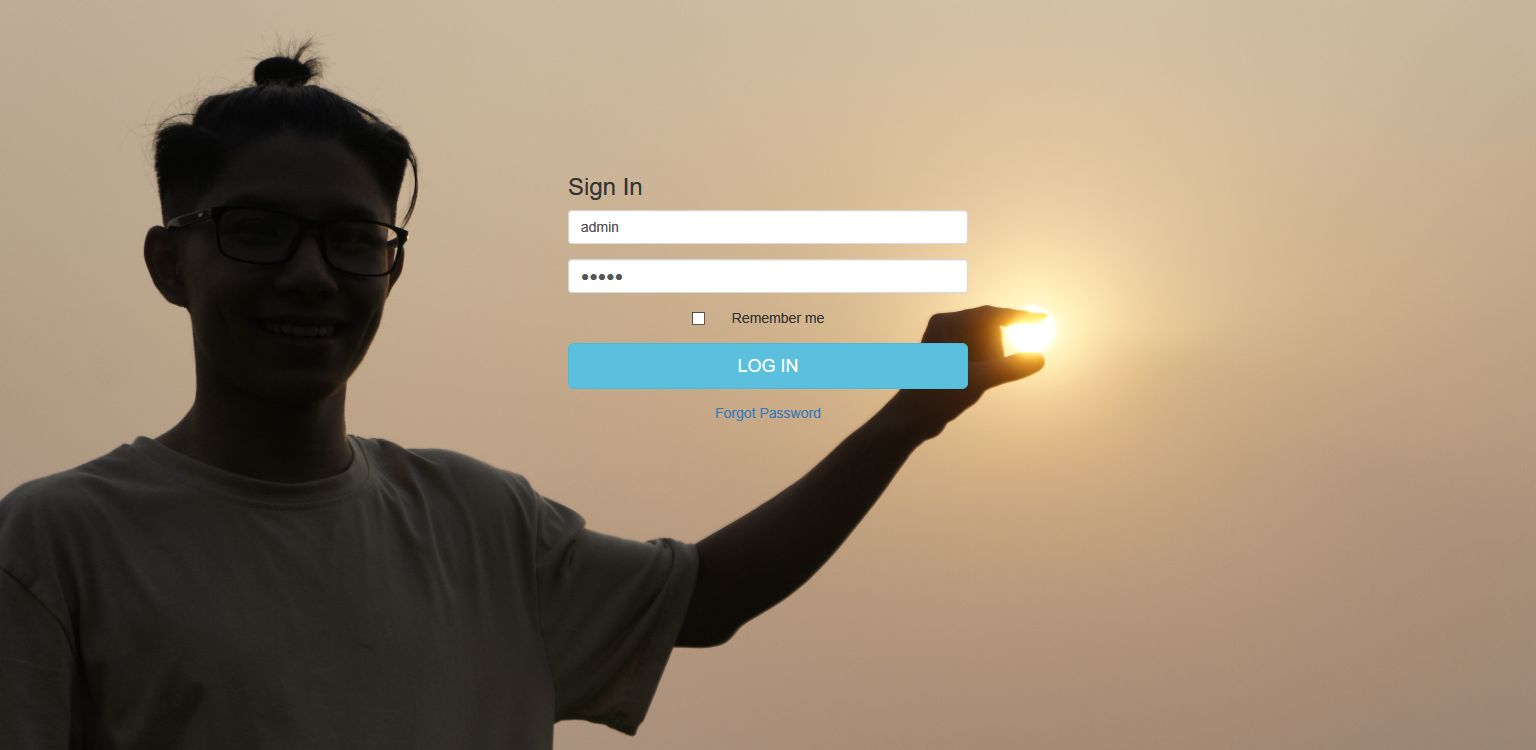 Sign In
admin
●●●●●
Remember me
LOG IN
Forgot Password